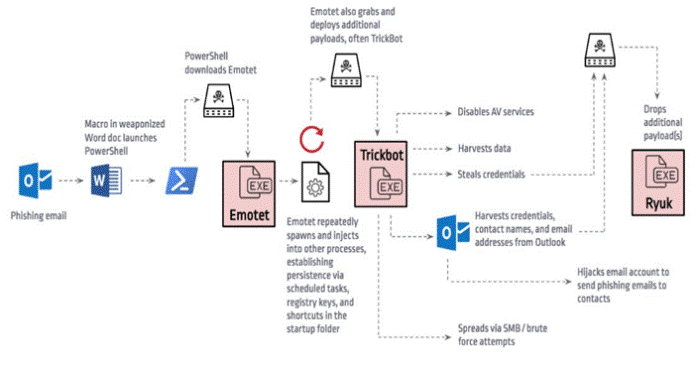 Emotet also grabs and
deploys additional
payloads, often TrickBot
PowerShell
downloads Emotet
Macro in weaponized
Word doc launches
PowerShell
Phishing email
EXE
Emotet
Emotet repeatedly
spawns and injects
into other processes,
establishing
persistence via
scheduled tasks,
registry keys, and
shortcuts in the
startup folder
Trickbot
EXE
Disables AV services
Harvests data
Steals credentials
Harvests credentials,
contact names, and email
addresses from Outlook
Hijacks email account to
send phishing emails to
contacts
Spreads via SMB / brute
force attempts
Drops
additional
payload[s]
EXE
Ryuk